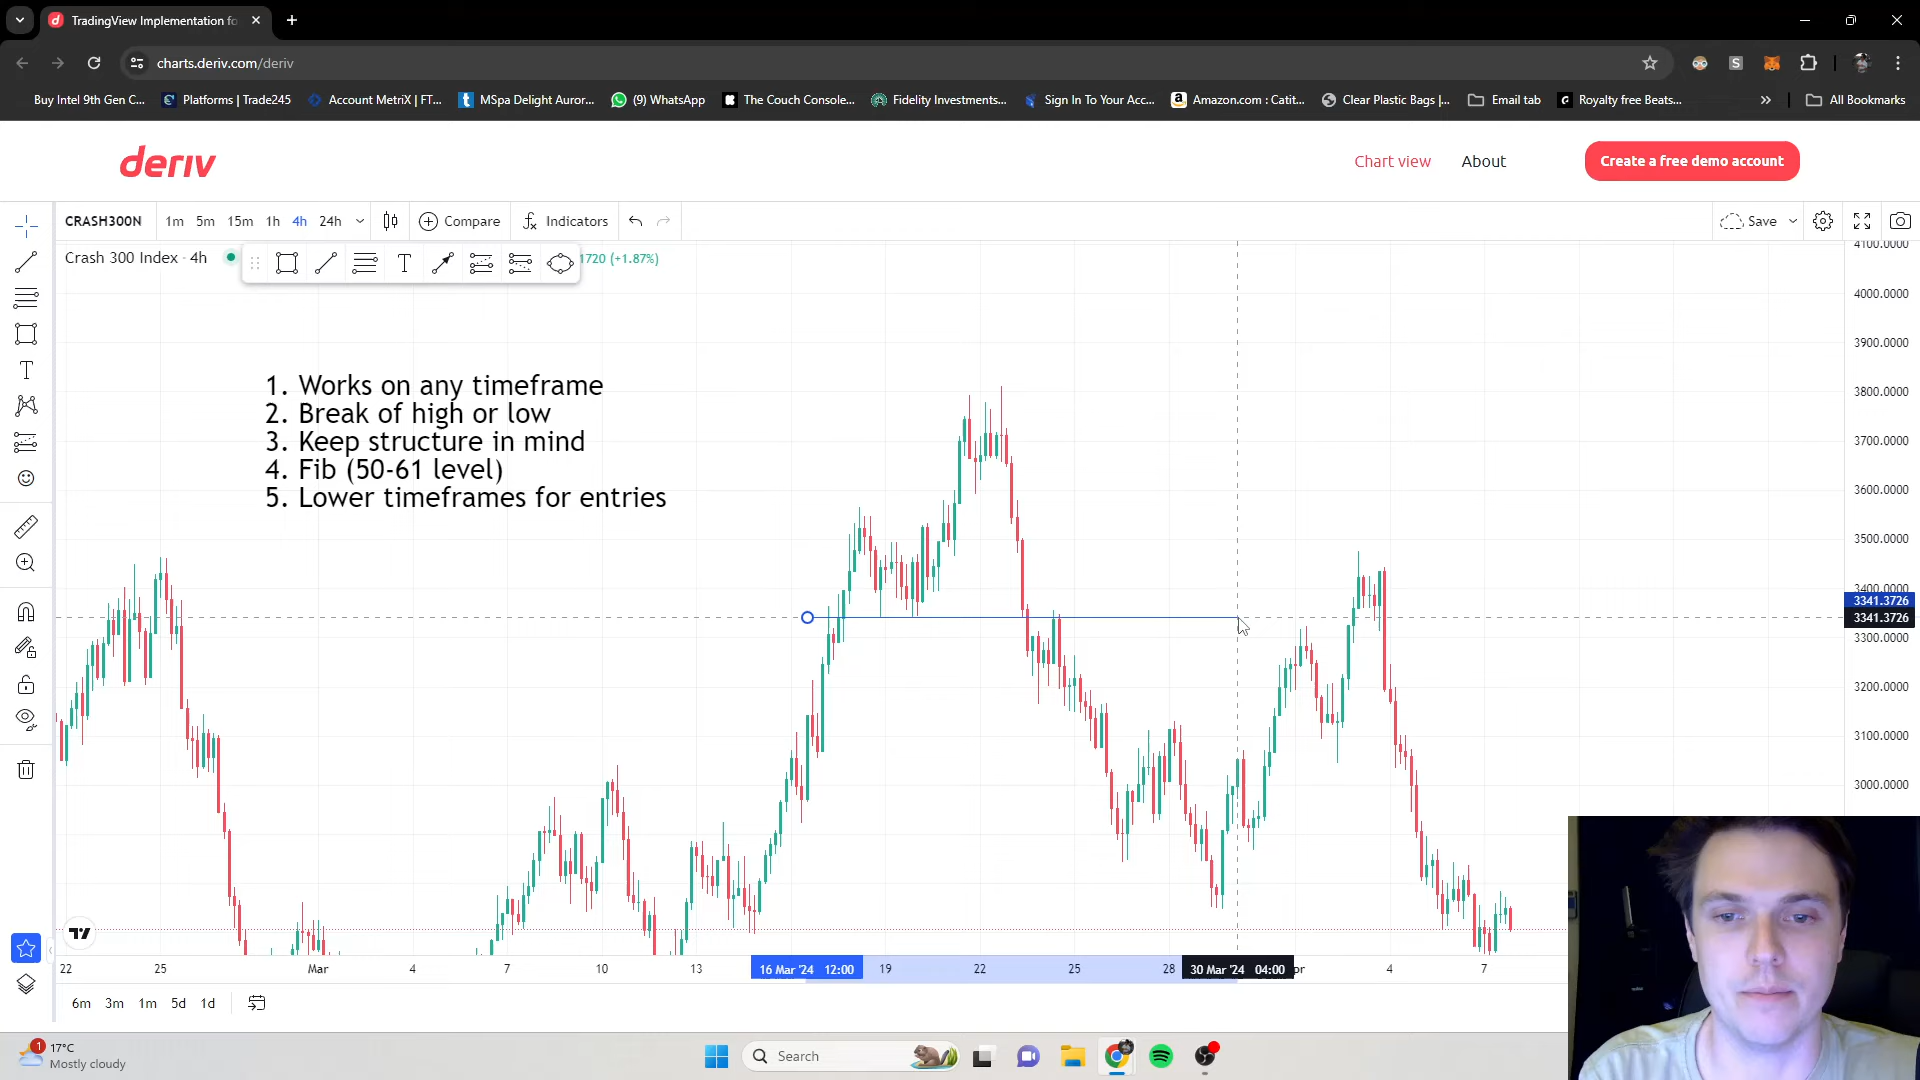 TradingView Implementation fo
charts.deriv.com/deriv
Buy Intel 9th Gen C...
Platforms | Trade245
Account MetriX | FT...
MSpa Delight Auror...
(9) WhatsApp
The Couch Console...
Fidelity Investments...
Sign In To Your Acc...
Amazon.com : Catit...
Clear Plastic Bags |...
Email tab
Royalty free Beats...
All Bookmarks
deriv
Chart view
About
Create a free demo account
CRASH300N
1m 5m 15m 1h 4h 24h
Compare
Indicators
Save
Crash 300 Index · 4h
1720 (+1.87%)
1. Works on any timeframe
2. Break of high or low
3. Keep structure in mind
4. Fib (50-61 level)
5. Lower timeframes for entries
4100.0000
4000.0000
3900.0000
3800.0000
3700.0000
3600.0000
3500.0000
3400.0000
3341.3726
3341.3726
3300.0000
3200.0000
3100.0000
3000.0000
22 25 Mar 4 7 10 13 16 Mar '24 12:00 19 22 25 28 30 Mar '24 04:00 pr 4 7
6m 3m 1m 5d 1d
1
17°C
Mostly cloudy
Search